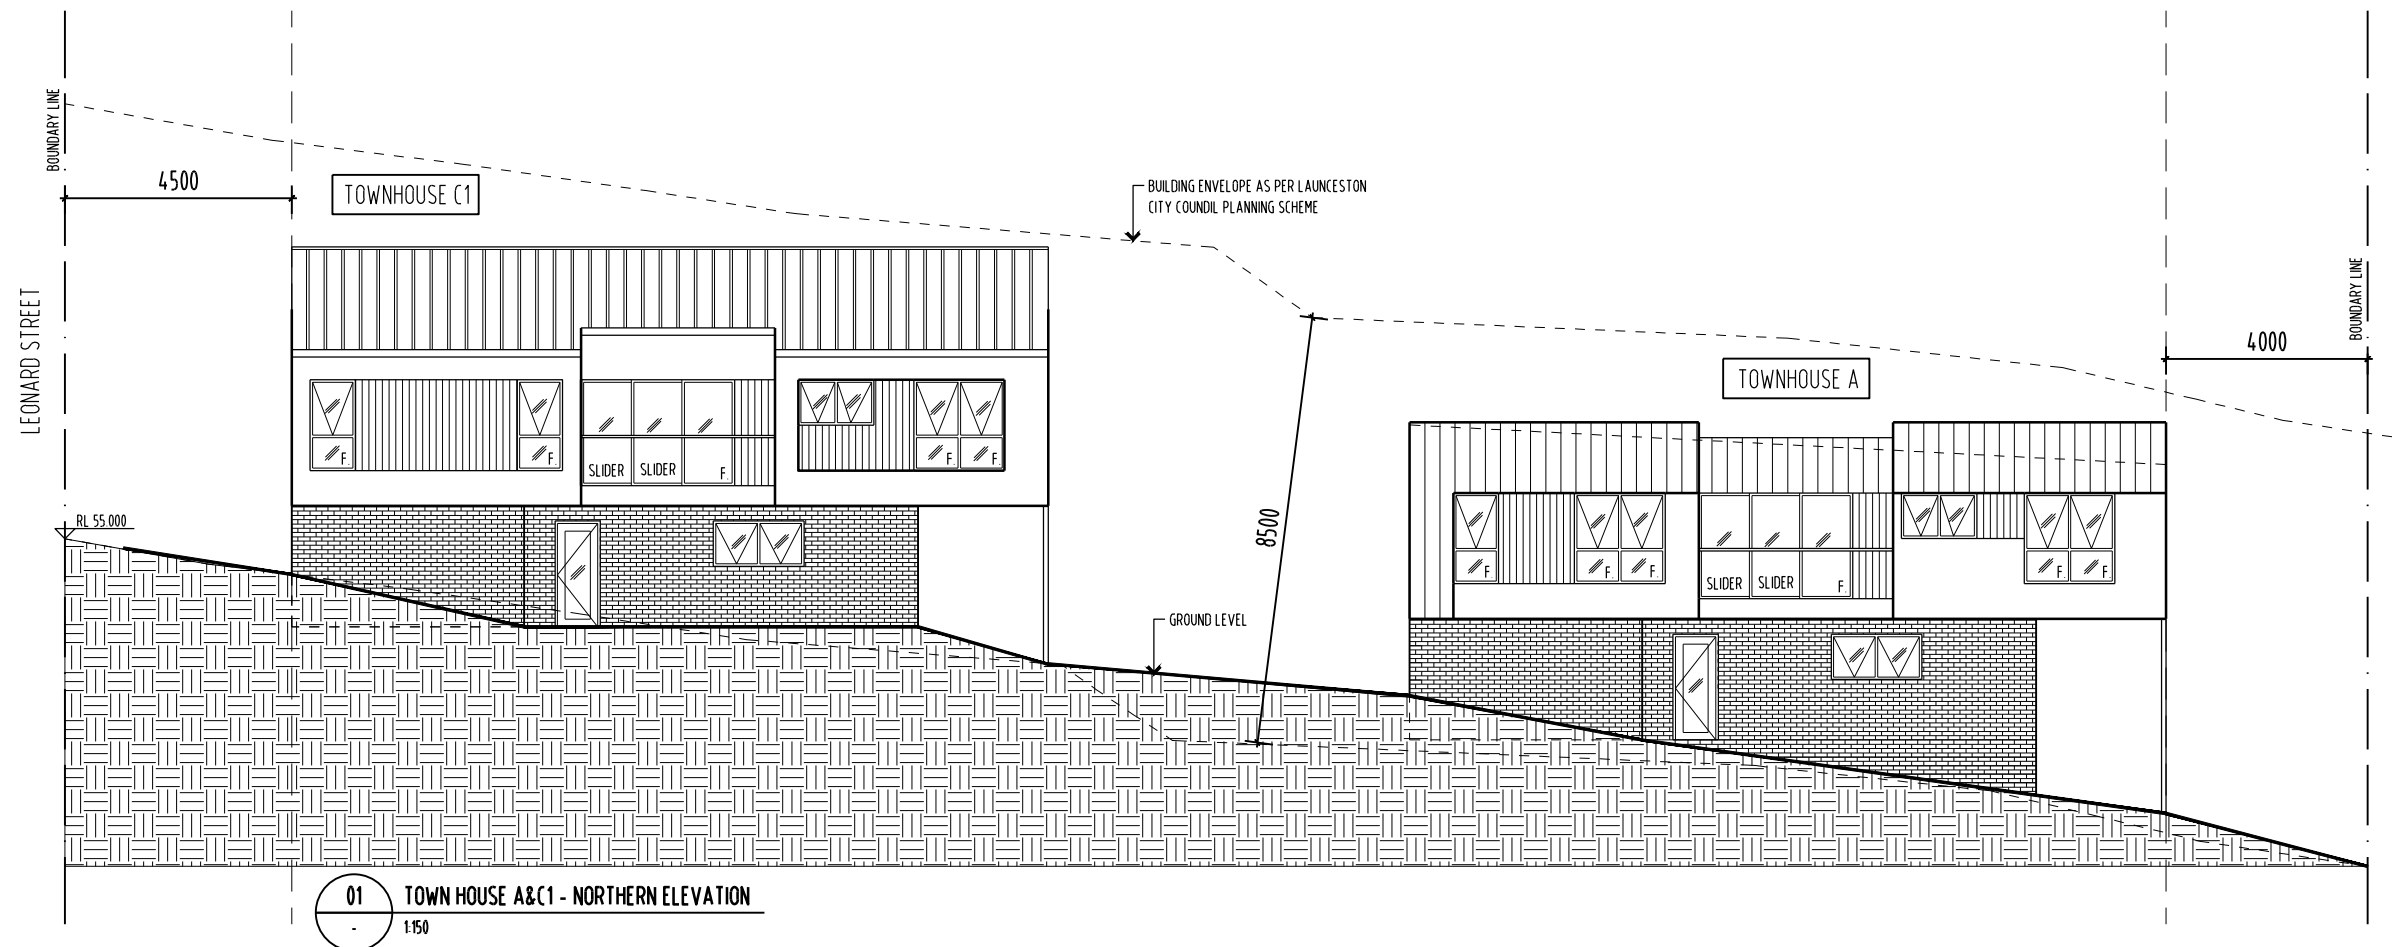 BOUNDARY LINE
4500
TOWNHOUSE C1
BUILDING ENVELOPE AS PER LAUNCESTON
CITY COUNDIL PLANNING SCHEME
LEONARD STREET
BOUNDARY LINE
4000
TOWNHOUSE A
F.
F.
SLIDER
SLIDER
F.
F.
F.
RL 55.000
8500
F.
F.
F.
SLIDER
SLIDER
F.
F.
F.
GROUND LEVEL
01
-
TOWN HOUSE A&C1 - NORTHERN ELEVATION
1:150